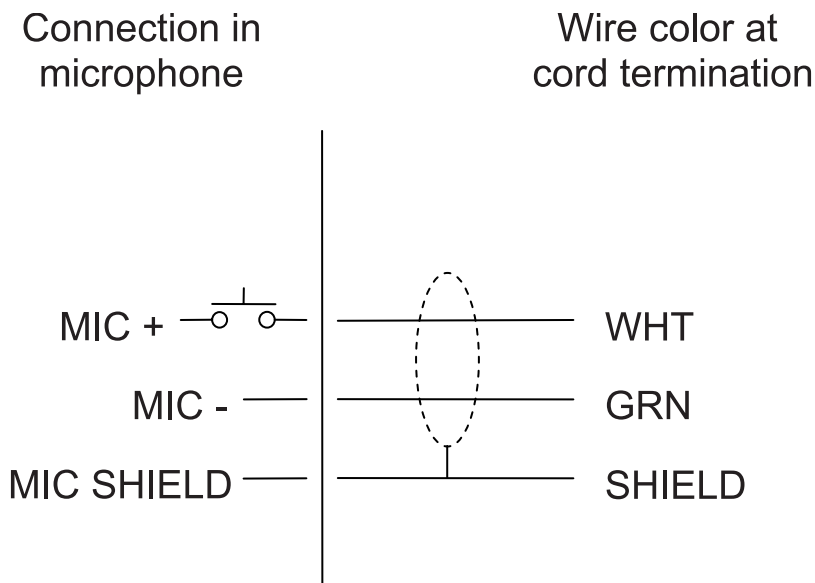 Connection in
microphone
Wire color at
cord termination
MIC + WHT
MIC - GRN
MIC SHIELD SHIELD